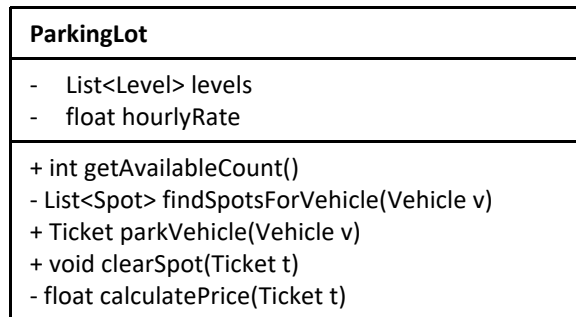 ParkingLot
- List<Level> levels
- float hourlyRate
+ int getAvailableCount()
- List<Spot> findSpotsForVehicle(Vehicle v)
+ Ticket parkVehicle(Vehicle v)
+ void clearSpot(Ticket t)
- float calculatePrice(Ticket t)